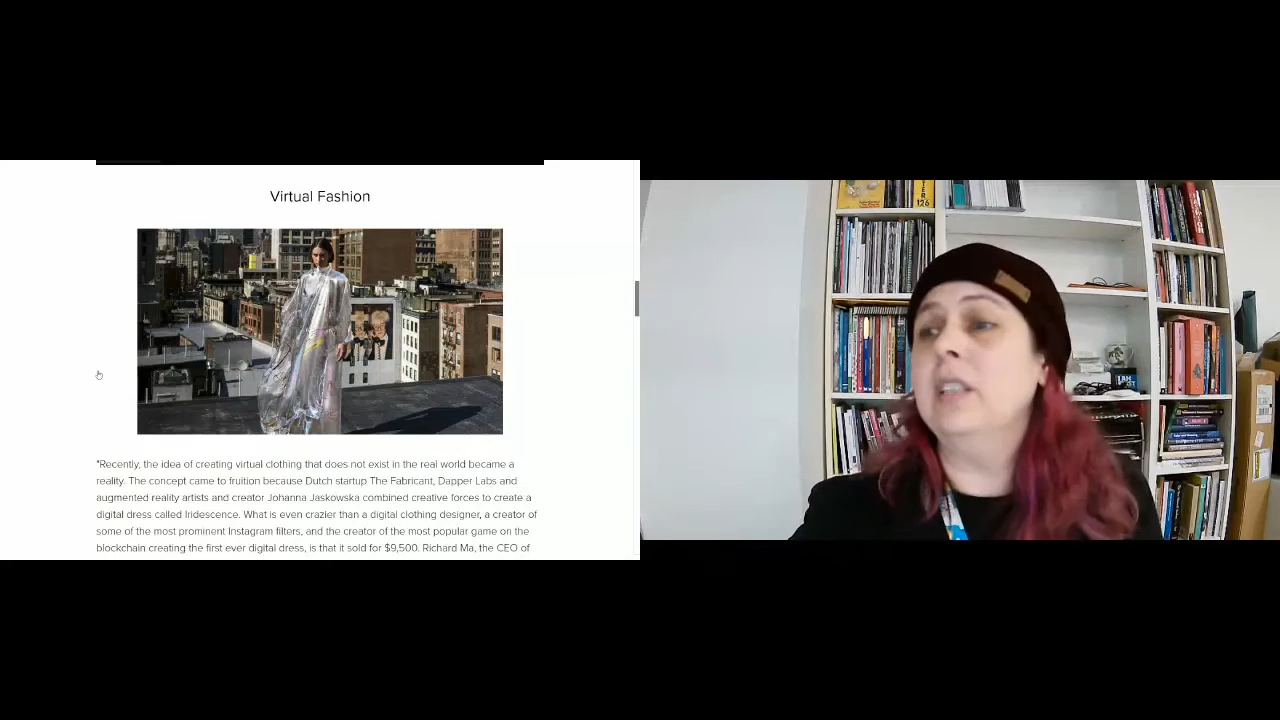 Virtual Fashion
"Recently, the idea of creating virtual clothing that does not exist in the real world became a
reality. The concept came to fruition because Dutch startup The Fabricant, Dapper Labs and
augmented reality artists and creator Johanna Jaskowska combined creative forces to create a
digital dress called Iridescence. What is even crazier than a digital clothing designer, a creator of
some of the most prominent Instagram filters, and the creator of the most popular game on the
blockchain creating the first ever digital dress, is that it sold for $9,500. Richard Ma, the CEO of
126